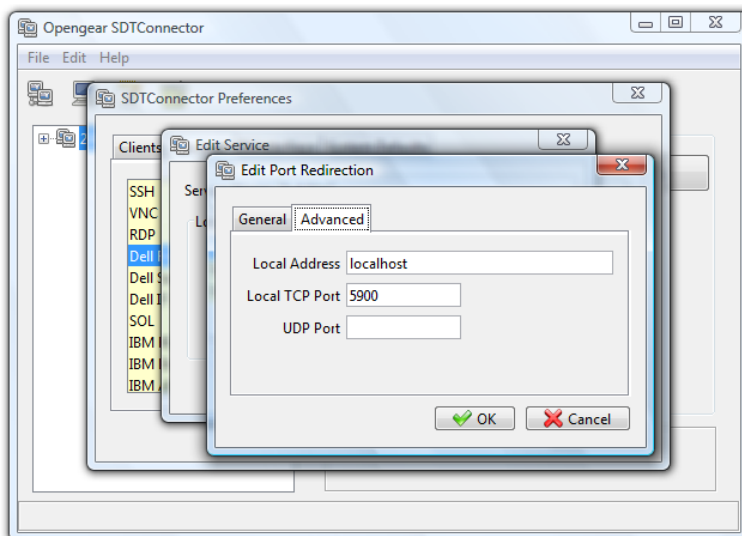 Opengear SDTConnector
File Edit Help
SDTConnector Preferences
Clients
Edit Service
Edit Port Redirection
General Advanced
Local Address localhost
Local TCP Port 5900
UDP Port
OK Cancel
SSH
VNC
RDP
Dell
Dell
Dell
SOL
IBM
IBM
IBM